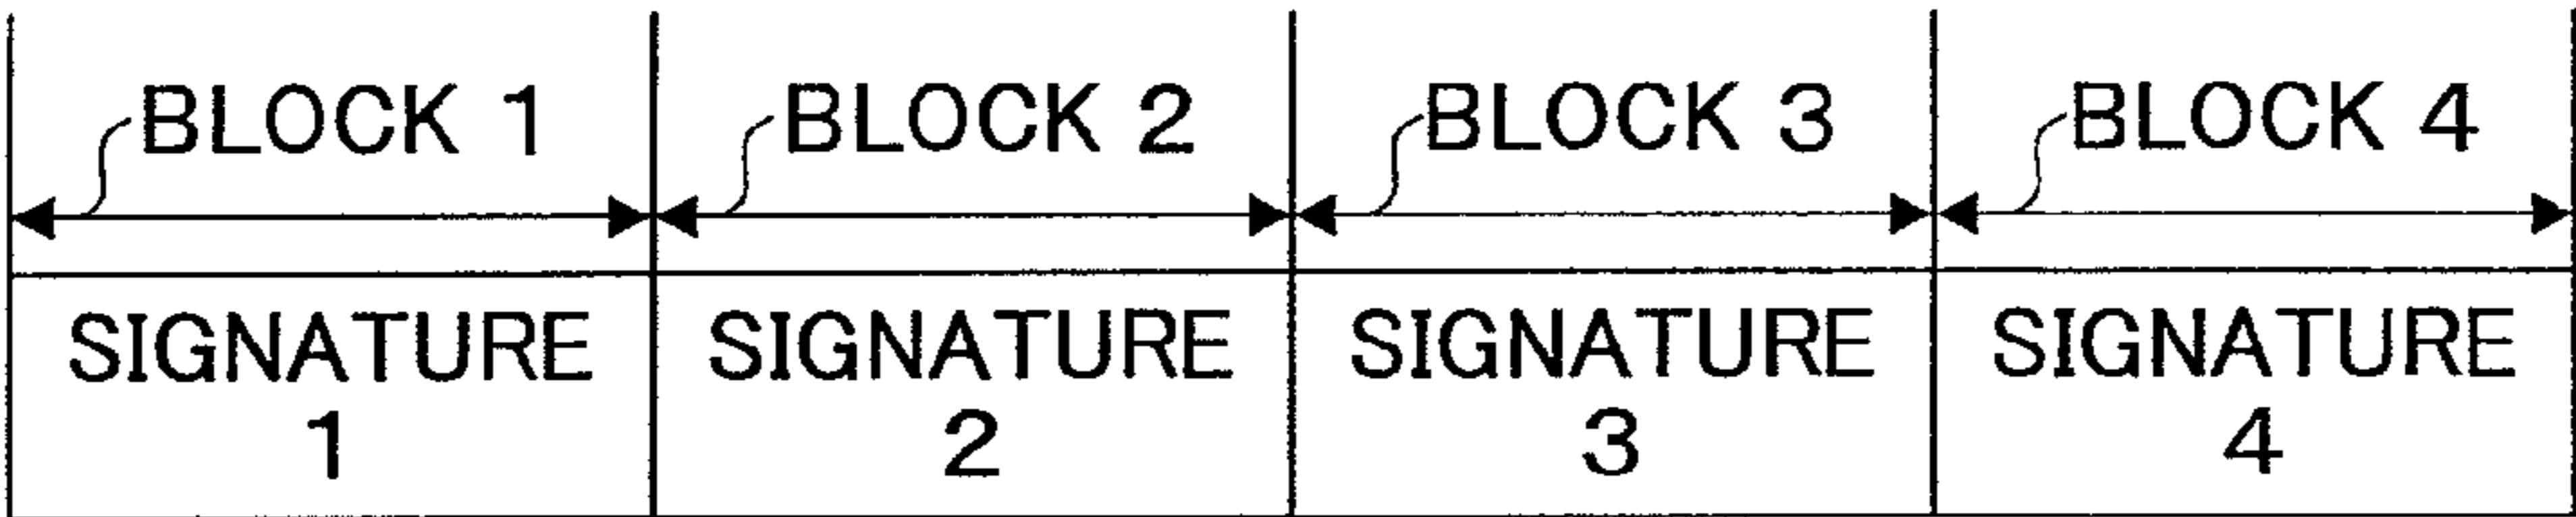 BLOCK 1 BLOCK 2 BLOCK 3 BLOCK 4
SIGNATURE SIGNATURE SIGNATURE SIGNATURE
1 2 3 4